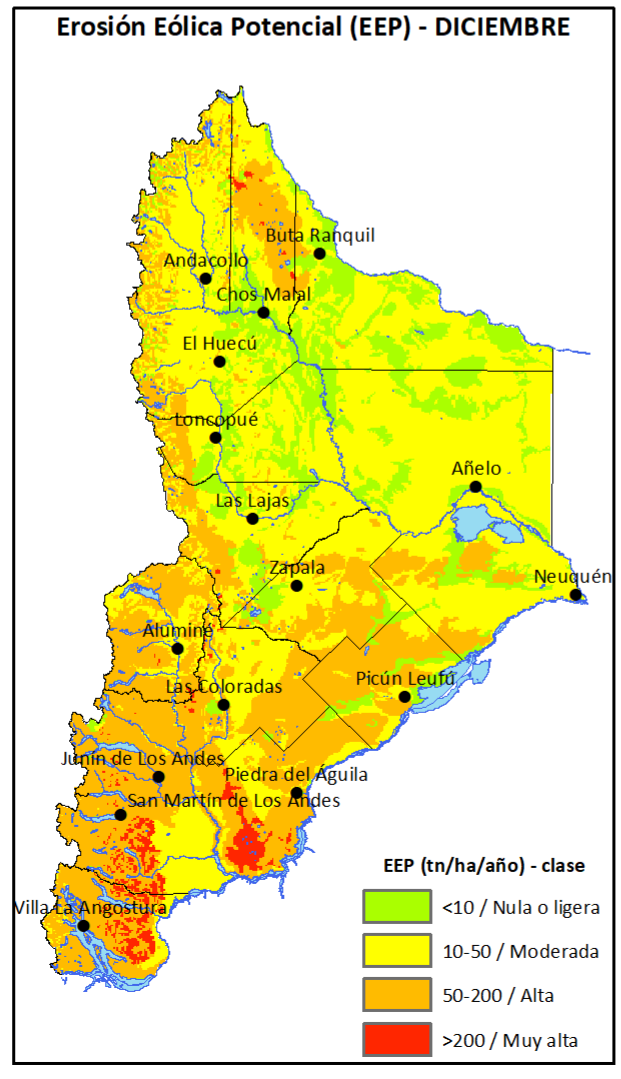 Erosión Eólica Potencial (EEP) - DICIEMBRE
Buta Ranquil
Andacollo
Chos Malal
El Huecú
Loncopué
Añelo
Las Lajas
Zapala
Neuquén
Aluminé
Las Coloradas
Picún Leufú
Junín de Los Andes
Piedra del Aguila
San Martín de Los Andes
Villa La Angostura
EEP (tn/ha/año) - clase
<10 / Nula o ligera
10-50 / Moderada
50-200 / Alta
>200 / Muy alta